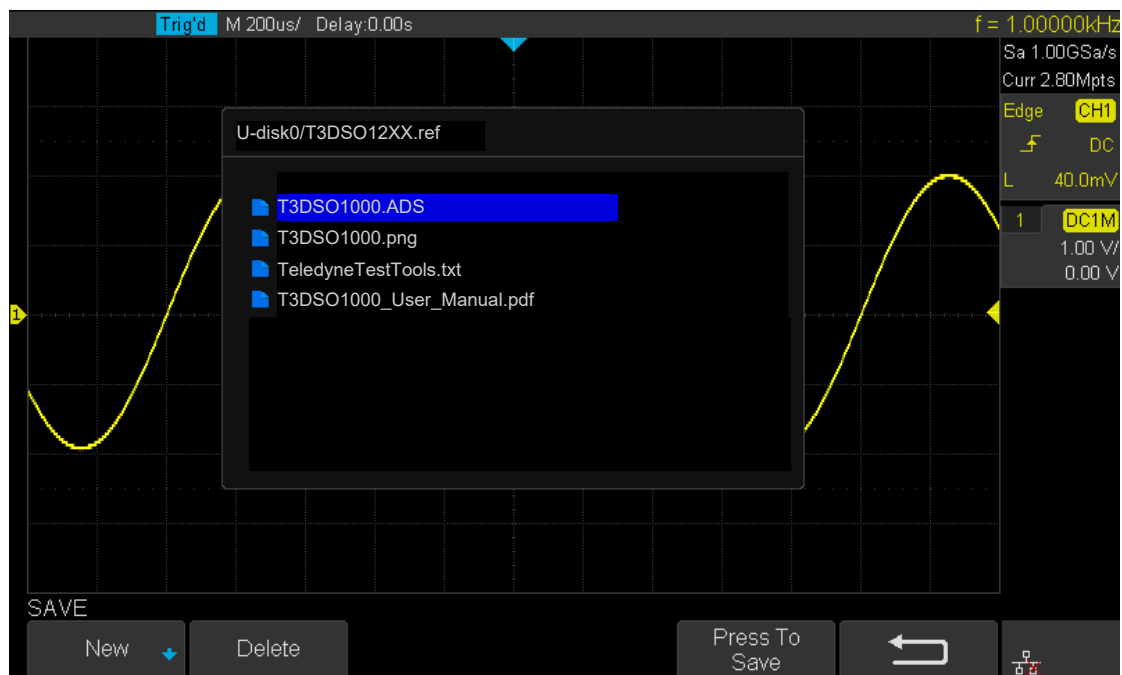 Trig'd M 200us/ Delay:0.00s f = 1.00000kHz
Sa 1.00GSa/s
Curr 2.80Mpts
Edge CH1
DC
L 40.0mV
U-disk0/T3DSO12XX.ref
T3DSO1000.ADS
T3DSO1000.png
TeledyneTestTools.txt
T3DSO1000_User_Manual.pdf
1 DC1M
1.00 V/
0.00 V
1
SAVE
New Delete Press To
Save